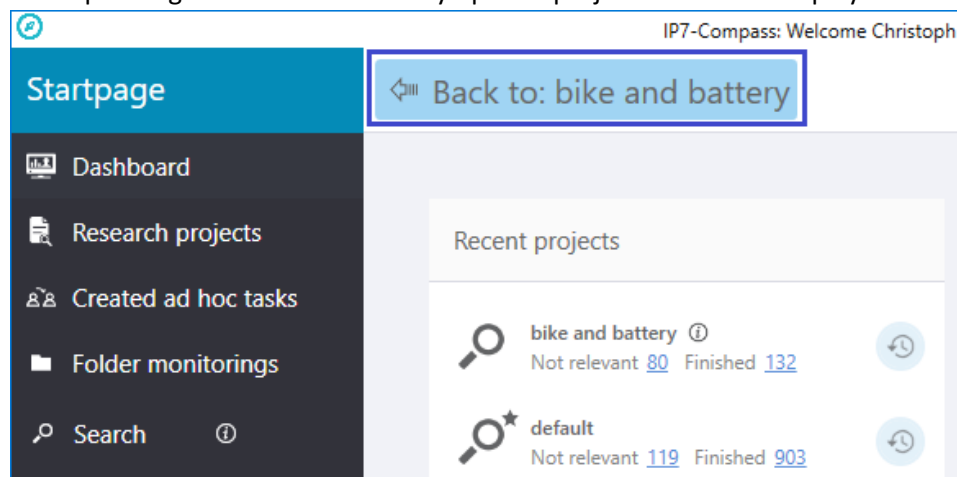 IP7-Compass: Welcome Christoph
Startpage
Back to: bike and battery
Dashboard
Research projects
Created ad hoc tasks
Folder monitorings
Search
Recent projects
bike and battery
Not relevant 80 Finished 132
default
Not relevant 119 Finished 903